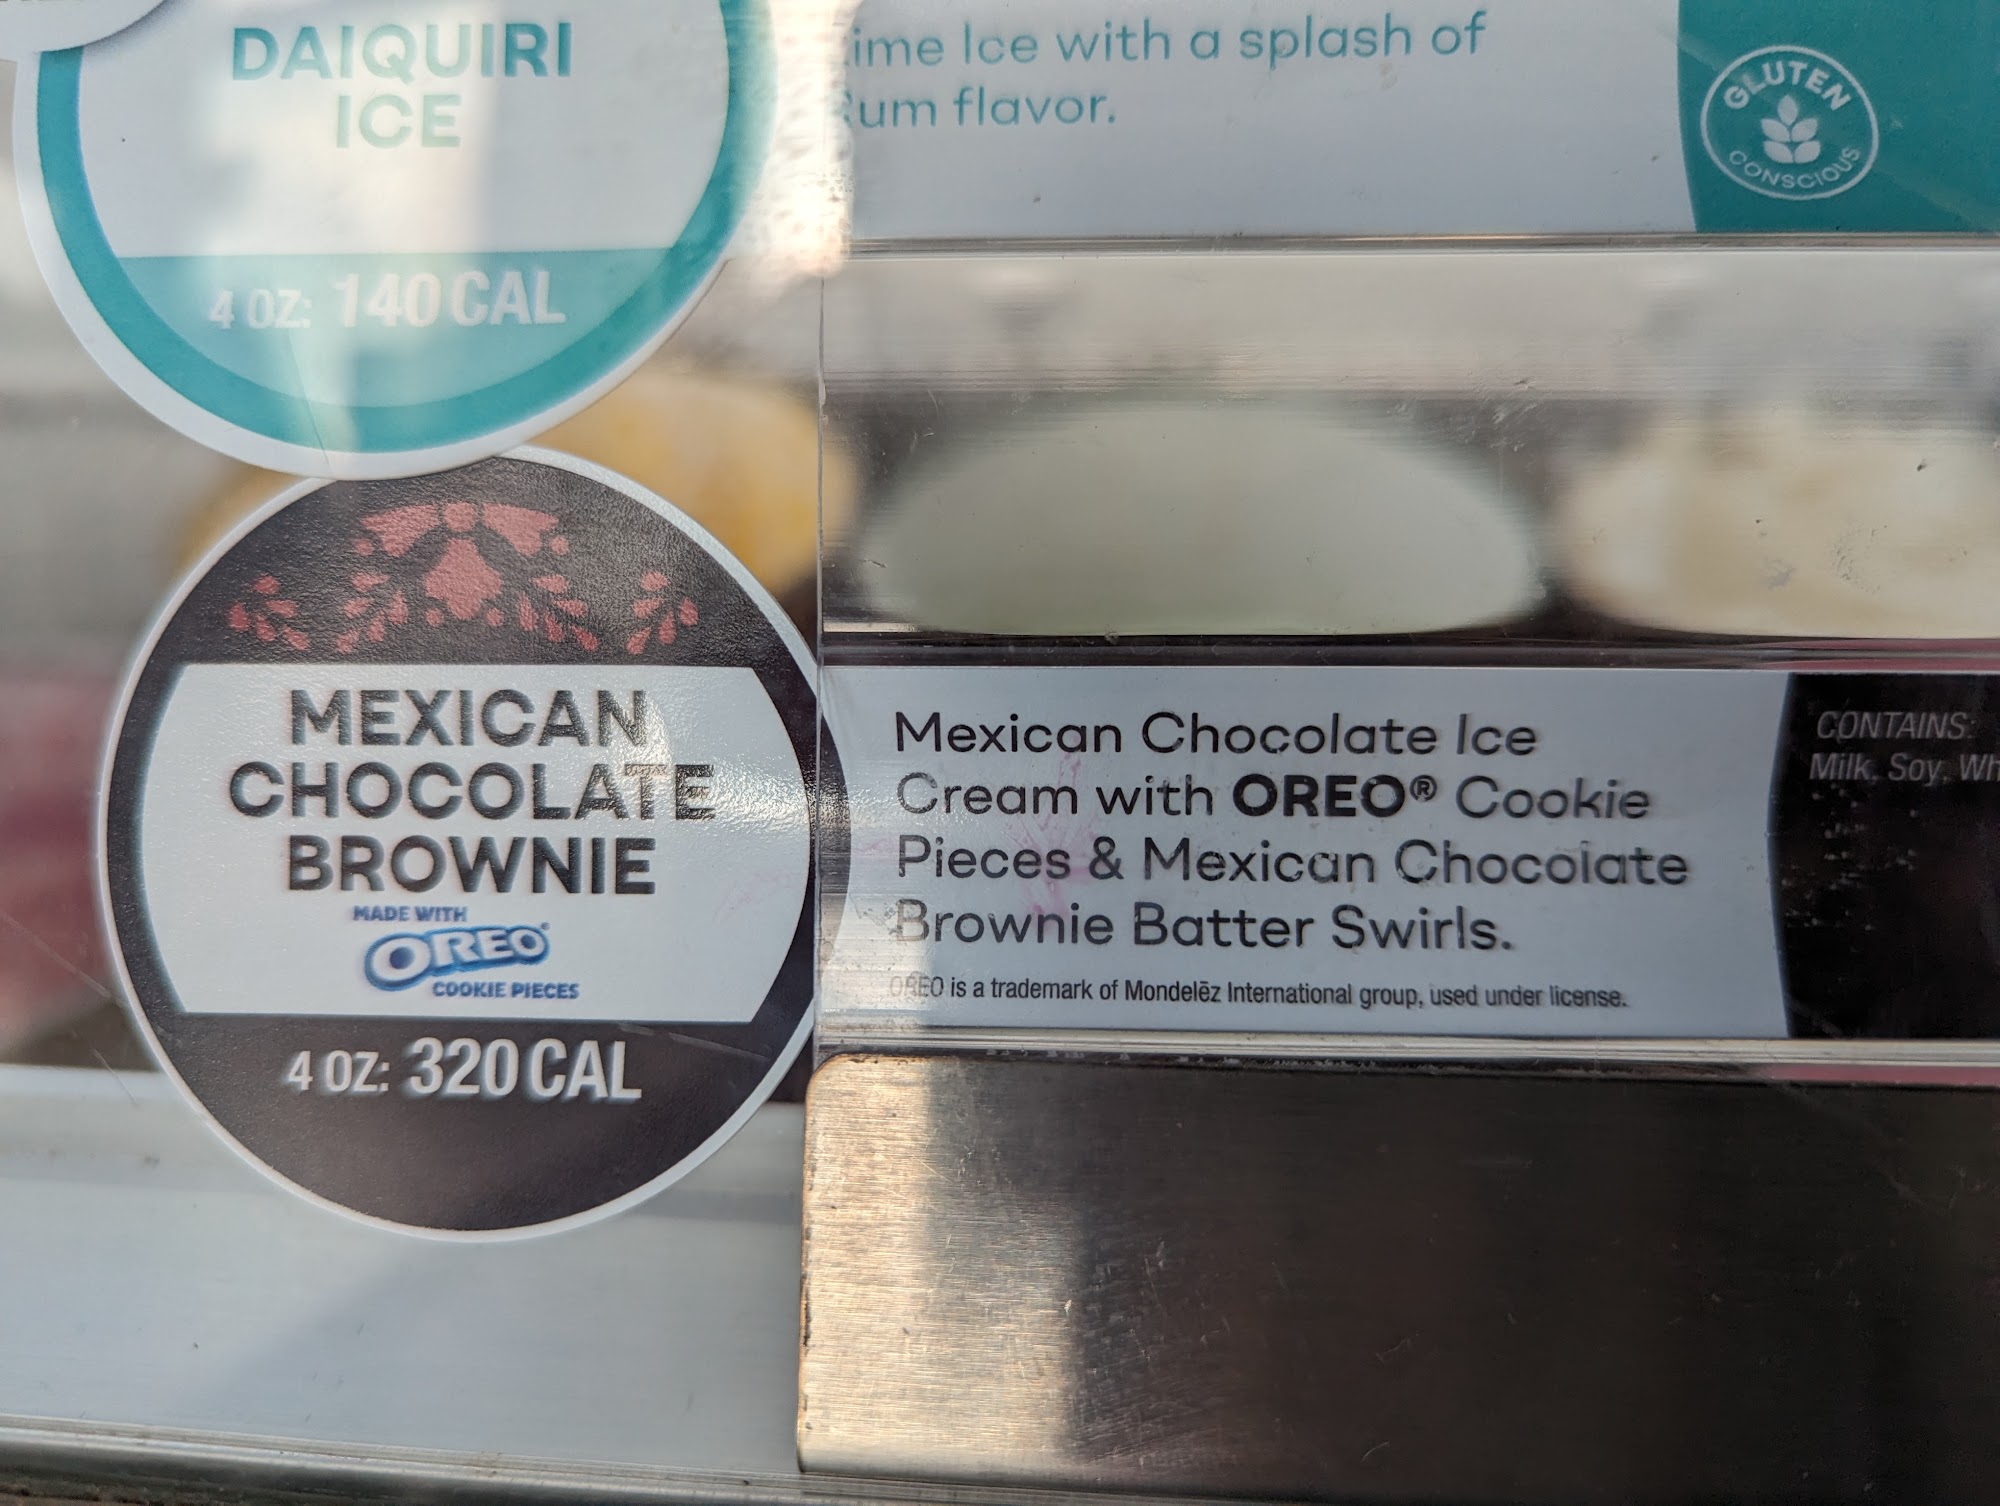 DAIQUIRI
ICE
4 OZ: 140 CAL
ime Ice with a splash of
um flavor.
GLUTEN
CONSCIOUS
MEXICAN
CHOCOLATE
BROWNIE
MADE WITH
OREO
COOKIE PIECES
4 OZ: 320 CAL
Mexican Chocolate Ice
Cream with OREO® Cookie
Pieces & Mexican Chocolate
Brownie Batter Swirls.
OREO is a trademark of Mondelēz International group, used under license.
CONTAINS:
Milk, Soy, Wh